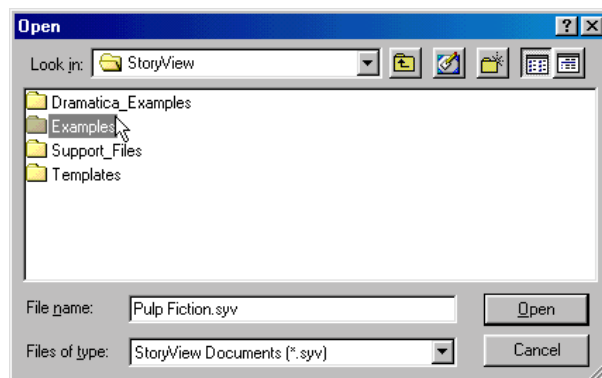 Open
Look in: StoryView
Dramatica_Examples
Examples
Support_Files
Templates
File name: Pulp Fiction.syv Open
Files of type: StoryView Documents (*.syv) Cancel